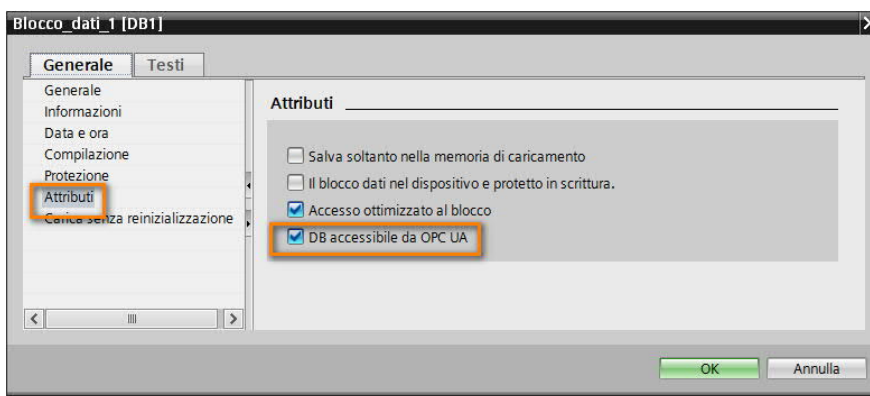 Blocco_dati_1 [DB1]
Generale Testi
Generale
Informazioni
Data e ora
Compilazione
Protezione
Attributi
Carica senza reinizializzazione
Attributi
Salva soltanto nella memoria di caricamento
Il blocco dati nel dispositivo e protetto in scrittura.
Accesso ottimizzato al blocco
DB accessibile da OPC UA
OK Annulla